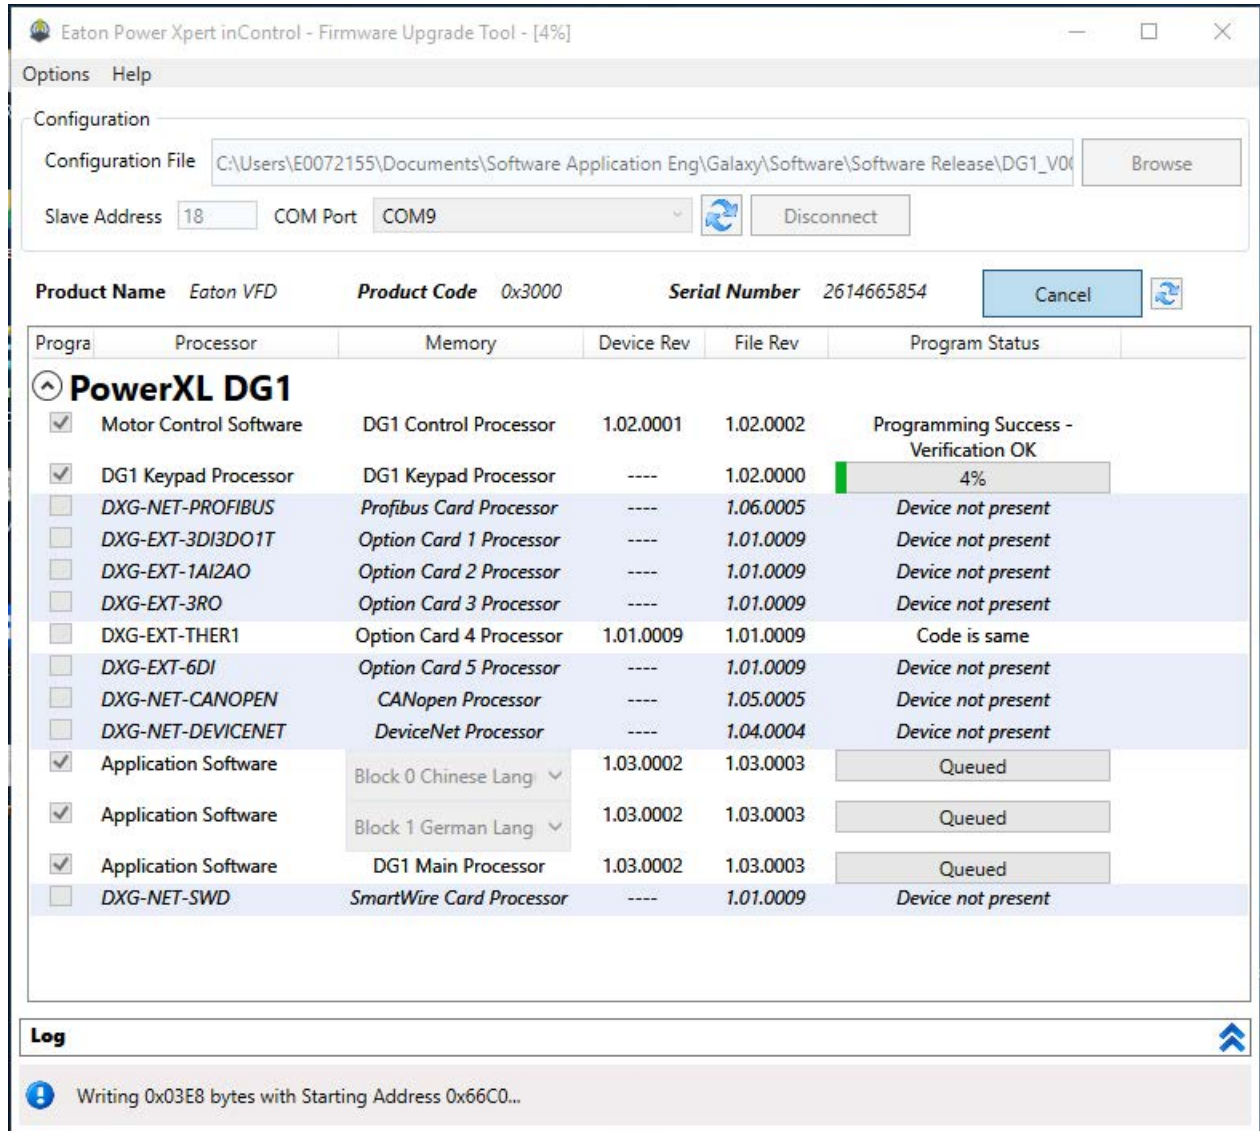 Eaton Power Xpert inControl - Firmware Upgrade Tool - [4%]
Options Help
Configuration
Configuration File C:\Users\E0072155\Documents\Software Application Eng\Galaxy\Software\Software Release\DG1_V0 Browse
Slave Address 18 COM Port COM9 Disconnect
Product Name Eaton VFD Product Code 0x3000 Serial Number 2614665854 Cancel
Progra Processor Memory Device Rev File Rev Program Status
PowerXL DG1
Motor Control Software DG1 Control Processor 1.02.0001 1.02.0002 Programming Success -
Verification OK
DG1 Keypad Processor DG1 Keypad Processor ---- 1.02.0000 4%
DXG-NET-PROFIBUS Profibus Card Processor ---- 1.06.0005 Device not present
DXG-EXT-3DI3DO1T Option Card 1 Processor ---- 1.01.0009 Device not present
DXG-EXT-1AI2AO Option Card 2 Processor ---- 1.01.0009 Device not present
DXG-EXT-3RO Option Card 3 Processor ---- 1.01.0009 Device not present
DXG-EXT-THER1 Option Card 4 Processor 1.01.0009 1.01.0009 Code is same
DXG-EXT-6DI Option Card 5 Processor ---- 1.01.0009 Device not present
DXG-NET-CANOPEN CANopen Processor ---- 1.05.0005 Device not present
DXG-NET-DEVICENET DeviceNet Processor ---- 1.04.0004 Device not present
Application Software Block 0 Chinese Lang 1.03.0002 1.03.0003 Queued
Application Software Block 1 German Lang 1.03.0002 1.03.0003 Queued
Application Software DG1 Main Processor 1.03.0002 1.03.0003 Queued
DXG-NET-SWD SmartWire Card Processor ---- 1.01.0009 Device not present
Log
Writing 0x03E8 bytes with Starting Address 0x66C0...